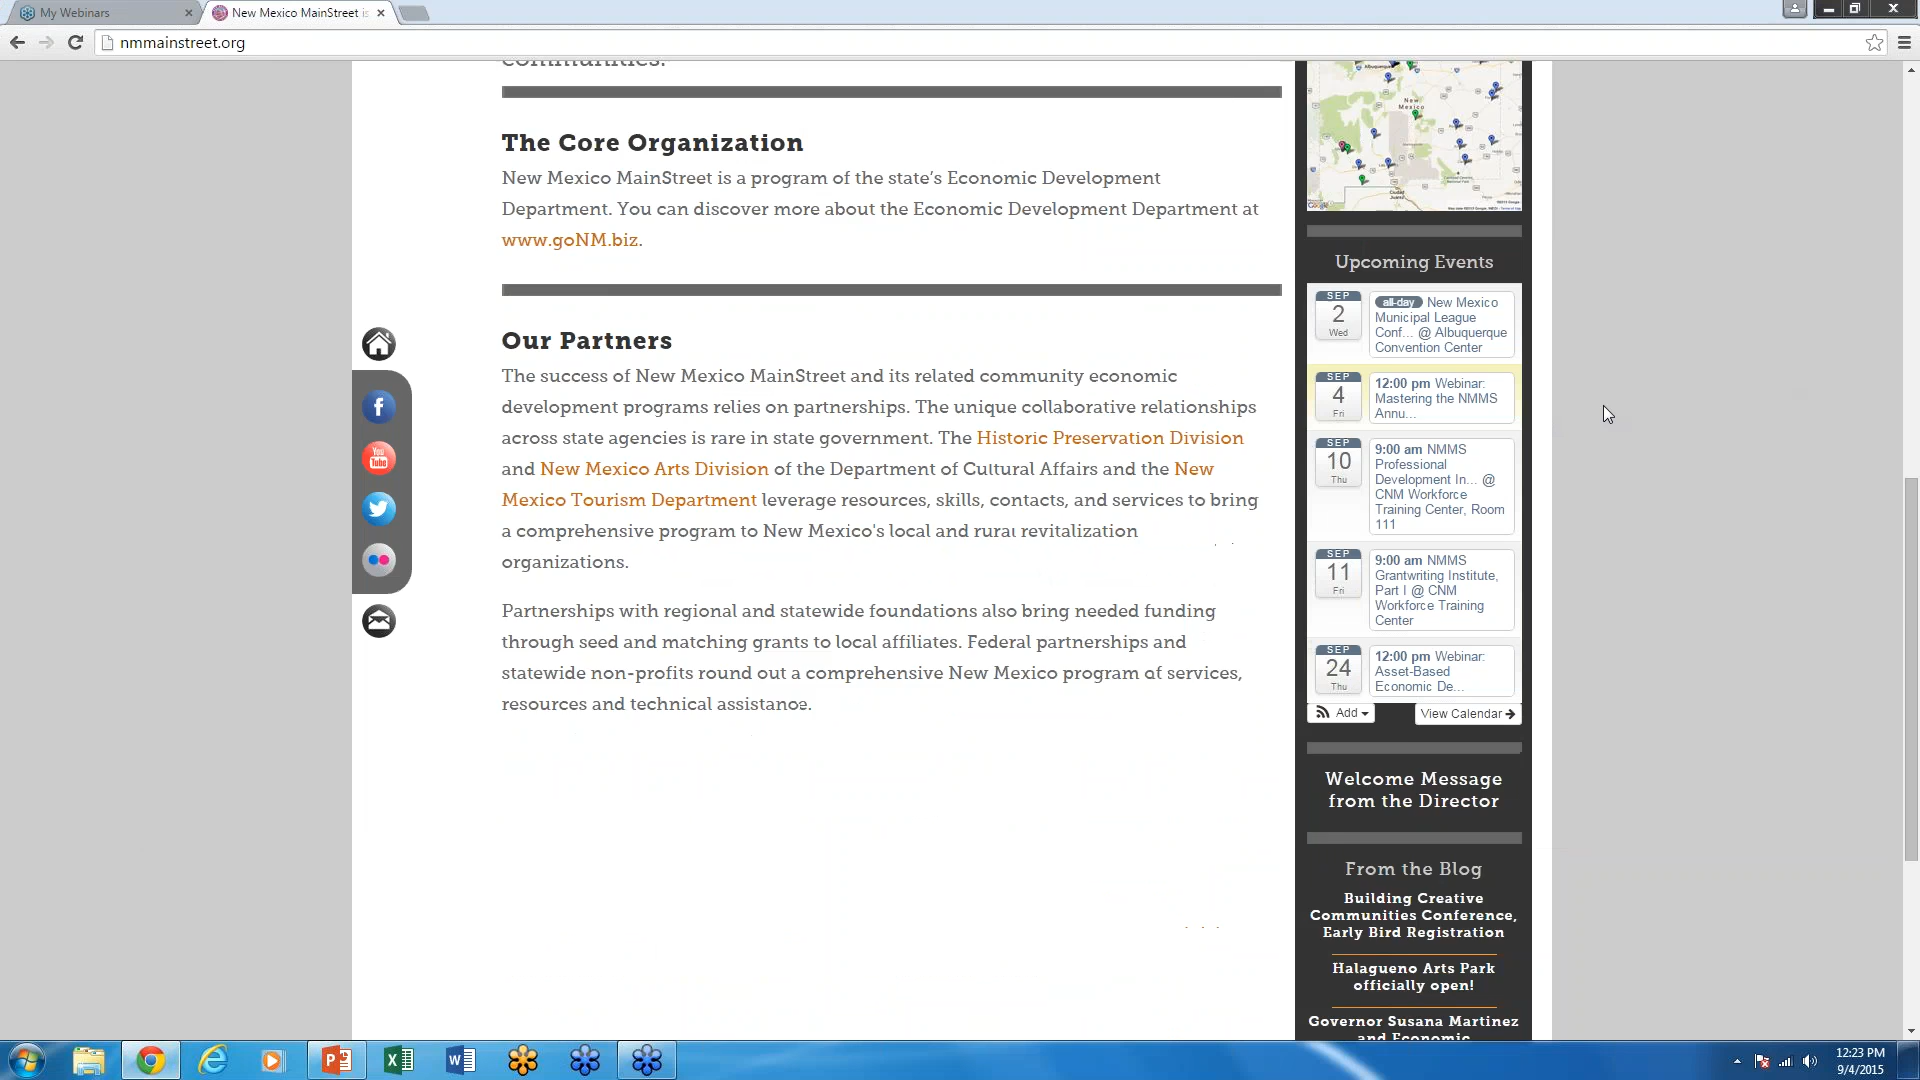 My Webinars
New Mexico MainStreet is
nmmainstreet.org
communities.
The Core Organization
New Mexico MainStreet is a program of the state's Economic Development
Department. You can discover more about the Economic Development Department at
www.goNM.biz.
Our Partners
The success of New Mexico MainStreet and its related community economic
development programs relies on partnerships. The unique collaborative relationships
across state agencies is rare in state government. The Historic Preservation Division
and New Mexico Arts Division of the Department of Cultural Affairs and the New
Mexico Tourism Department leverage resources, skills, contacts, and services to bring
a comprehensive program to New Mexico's local and rural revitalization
organizations.
Partnerships with regional and statewide foundations also bring needed funding
through seed and matching grants to local affiliates. Federal partnerships and
statewide non-profits round out a comprehensive New Mexico program of services,
resources and technical assistance.
You
Tube
Albuquerque
New
Mexico
Ciudad
Juárez
Google
Upcoming Events
SEP
2
Wed
all-day New Mexico
Municipal League
Conf... @ Albuquerque
Convention Center
SEP
4
Fri
12:00 pm Webinar:
Mastering the NMMS
Annu...
SEP
10
Thu
9:00 am NMMS
Professional
Development In... @
CNM Workforce
Training Center, Room
111
SEP
11
Fri
9:00 am NMMS
Grantwriting Institute,
Part I @ CNM
Workforce Training
Center
SEP
24
Thu
12:00 pm Webinar:
Asset-Based
Economic De...
Add
View Calendar
Welcome Message
from the Director
From the Blog
Building Creative
Communities Conference,
Early Bird Registration
Halagueno Arts Park
officially open!
Governor Susana Martinez
and Economic
12:23 PM
9/4/2015